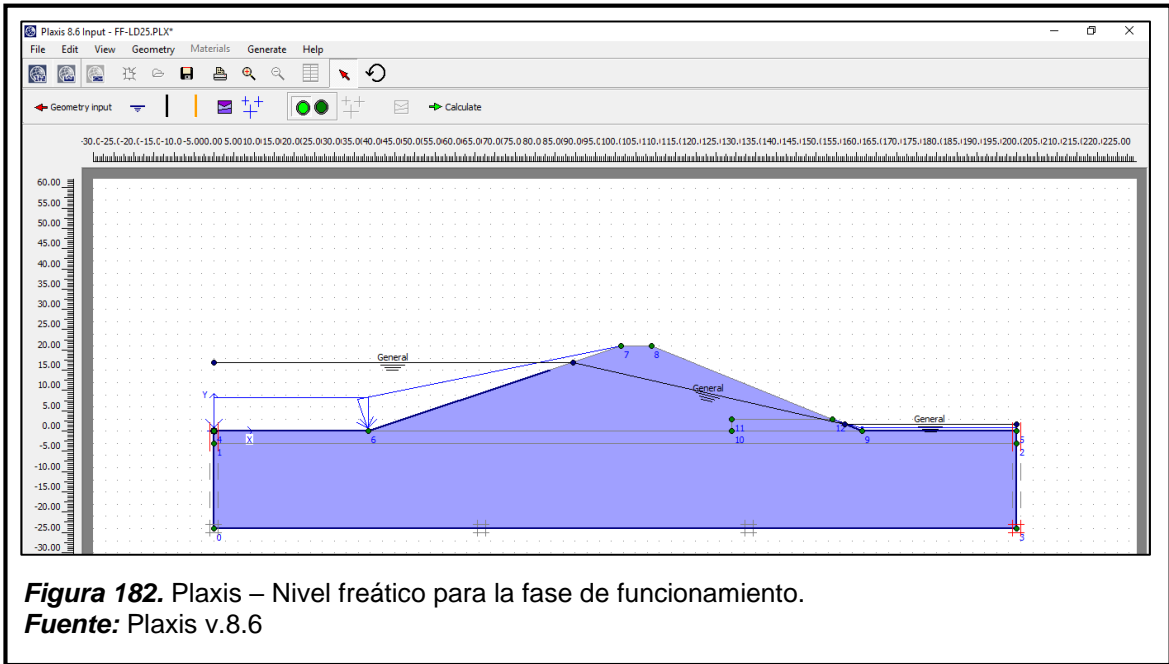 Plaxis 8.6 Input - FF-LD25.PLX*
File Edit View Geometry Materials Generate Help
Geometry input Calculate
60.00
55.00
50.00
45.00
40.00
35.00
30.00
25.00
20.00
15.00
10.00
5.00
0.00
-5.00
-10.00
-15.00
-20.00
-25.00
-30.00
General
7 8
General
General
Y
X
4 6 11 12 9 5
1 10 2
0 3
Figura 182. Plaxis – Nivel freático para la fase de funcionamiento.
Fuente: Plaxis v.8.6